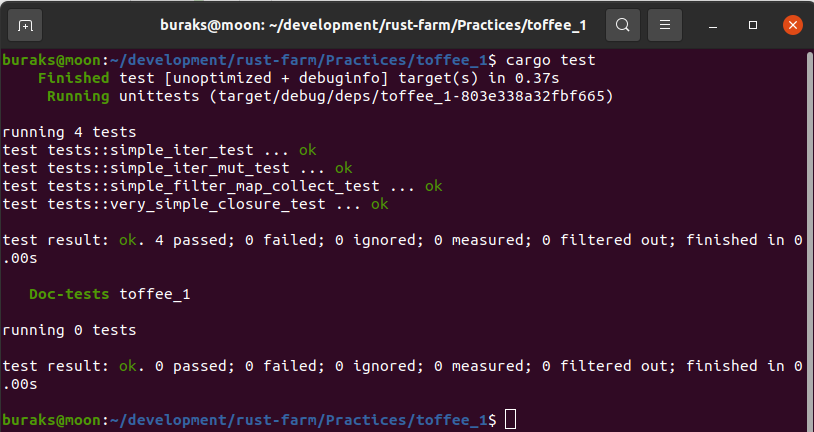 buraks@moon: ~/development/rust-farm/Practices/toffee_1
buraks@moon:~/development/rust-farm/Practices/toffee_1$ cargo test
    Finished test [unoptimized + debuginfo] target(s) in 0.37s
     Running unittests (target/debug/deps/toffee_1-803e338a32fbf665)
running 4 tests
test tests::simple_iter_test ... ok
test tests::simple_iter_mut_test ... ok
test tests::simple_filter_map_collect_test ... ok
test tests::very_simple_closure_test ... ok
test result: ok. 4 passed; 0 failed; 0 ignored; 0 measured; 0 filtered out; finished in 0
.00s
   Doc-tests toffee_1
running 0 tests
test result: ok. 0 passed; 0 failed; 0 ignored; 0 measured; 0 filtered out; finished in 0
.00s
buraks@moon:~/development/rust-farm/Practices/toffee_1$